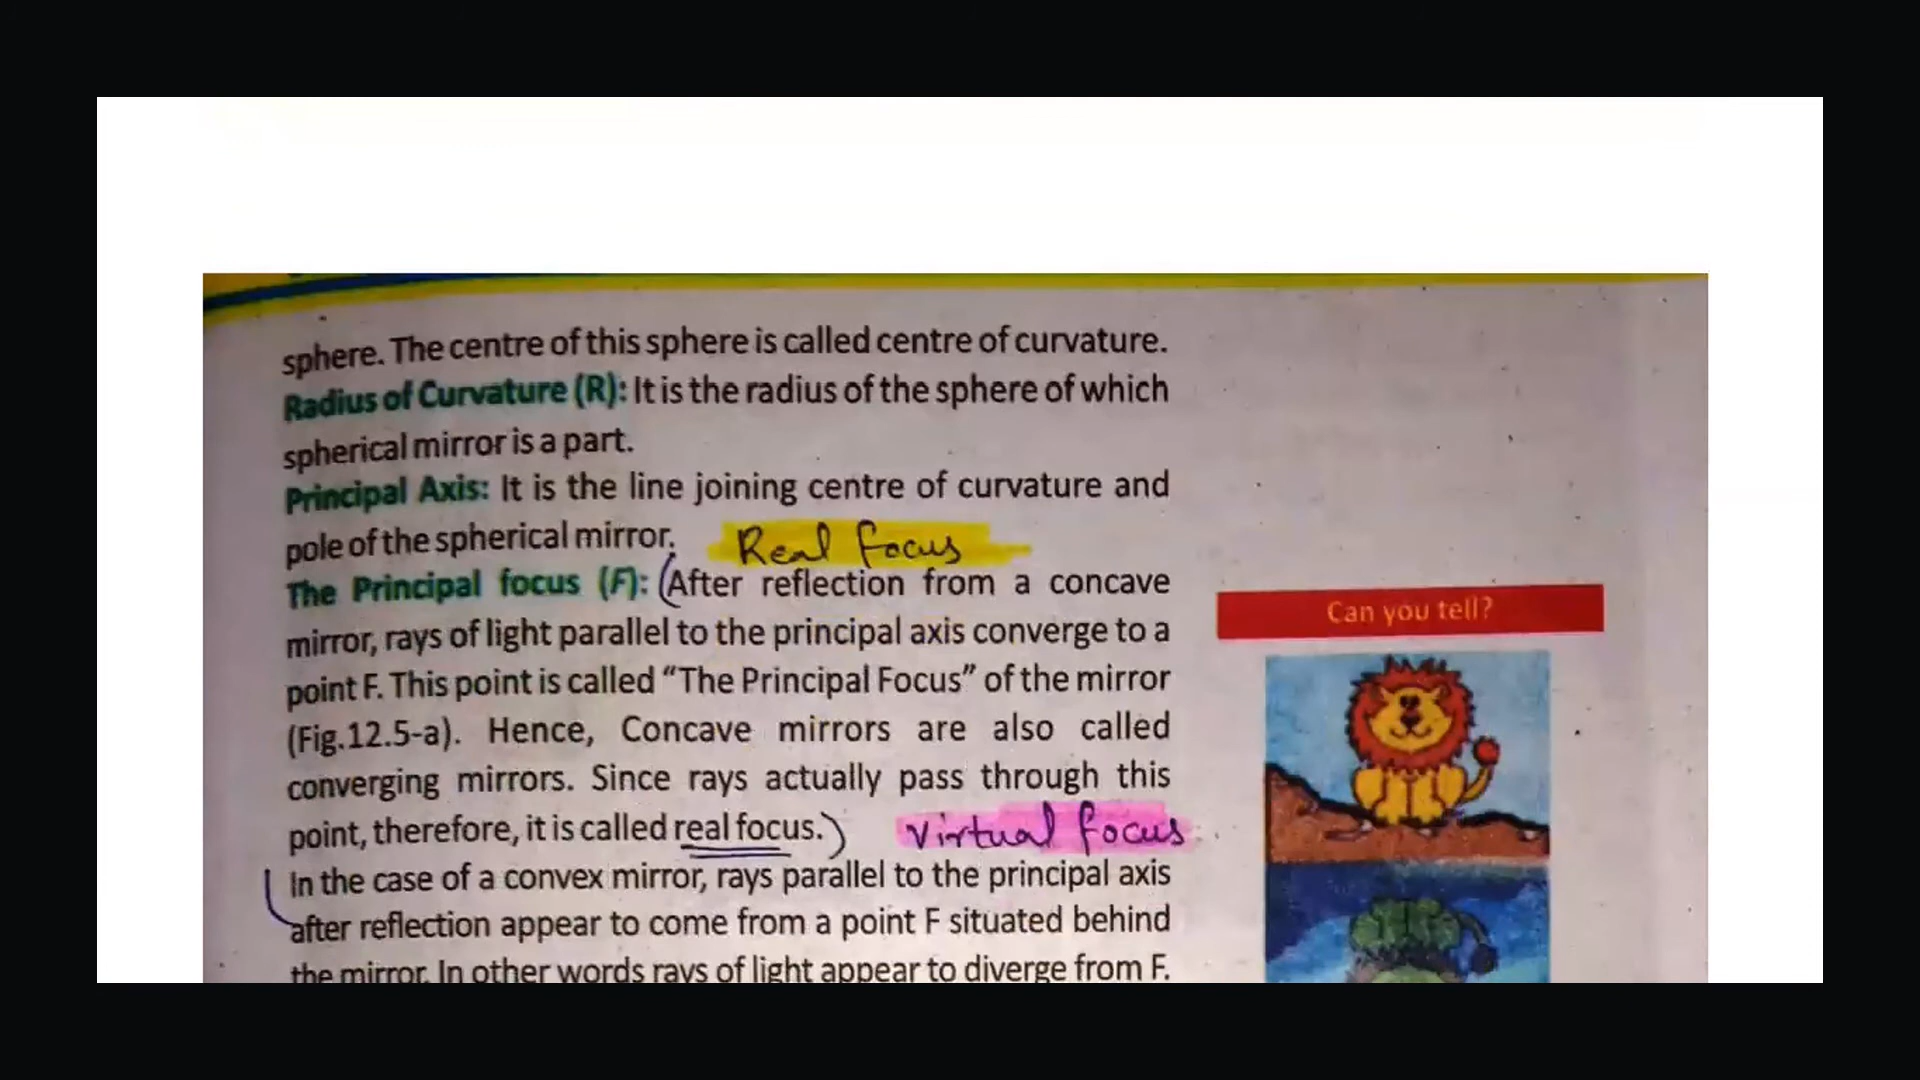 sphere. The centre of this sphere is called centre of curvature.
Radius of Curvature (R): It is the radius of the sphere of which
spherical mirror is a part.
Principal Axis: It is the line joining centre of curvature and
pole of the spherical mirror.
Real focus
The Principal focus (F): (After reflection from a concave
mirror, rays of light parallel to the principal axis converge to a
point F. This point is called “The Principal Focus” of the mirror
(Fig.12.5-a). Hence, Concave mirrors are also called
converging mirrors. Since rays actually pass through this
point, therefore, it is called real focus.)
Virtual focus
In the case of a convex mirror, rays parallel to the principal axis
after reflection appear to come from a point F situated behind
the mirror. In other words rays of light appear to diverge from F.
Can you tell?